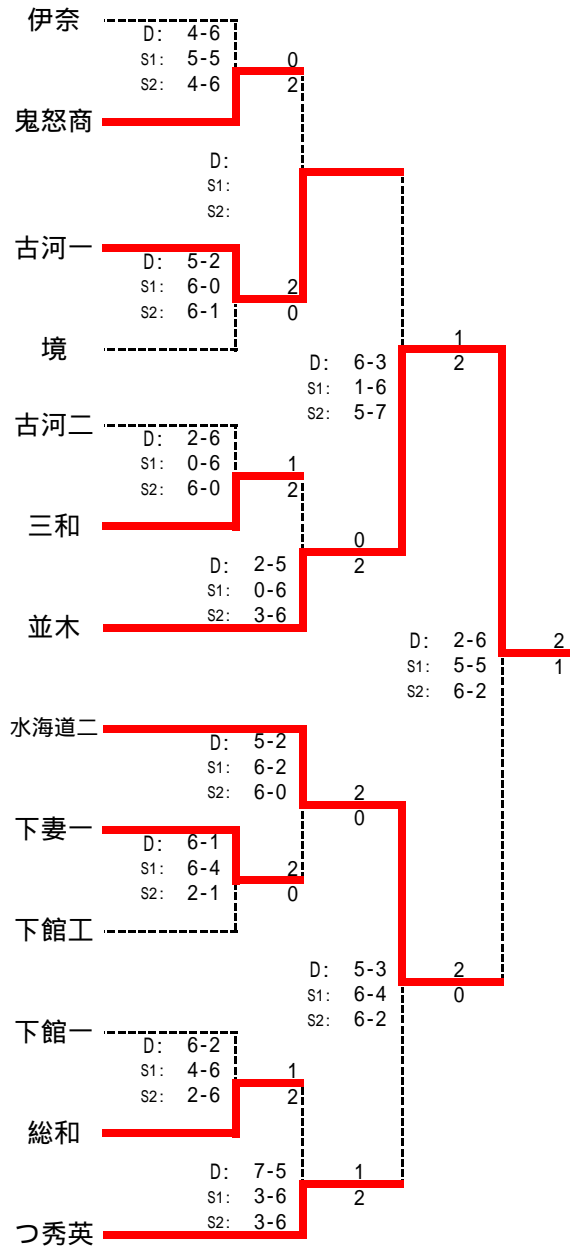 伊奈
D: 4-6
S1: 5-5
S2: 4-6
0
2
鬼怒商
D:
S1:
S2:
古河一
D: 5-2
S1: 6-0
S2: 6-1
2
0
境
D: 6-3
S1: 1-6
S2: 5-7
1
2
古河二
D: 2-6
S1: 0-6
S2: 6-0
1
2
三和
D: 2-5
S1: 0-6
S2: 3-6
0
2
並木
D: 2-6
S1: 5-5
S2: 6-2
2
1
水海道二
D: 5-2
S1: 6-2
S2: 6-0
2
0
下妻一
D: 6-1
S1: 6-4
S2: 2-1
2
0
下館工
D: 5-3
S1: 6-4
S2: 6-2
2
0
下館一
D: 6-2
S1: 4-6
S2: 2-6
1
2
総和
D: 7-5
S1: 3-6
S2: 3-6
1
2
つ秀英